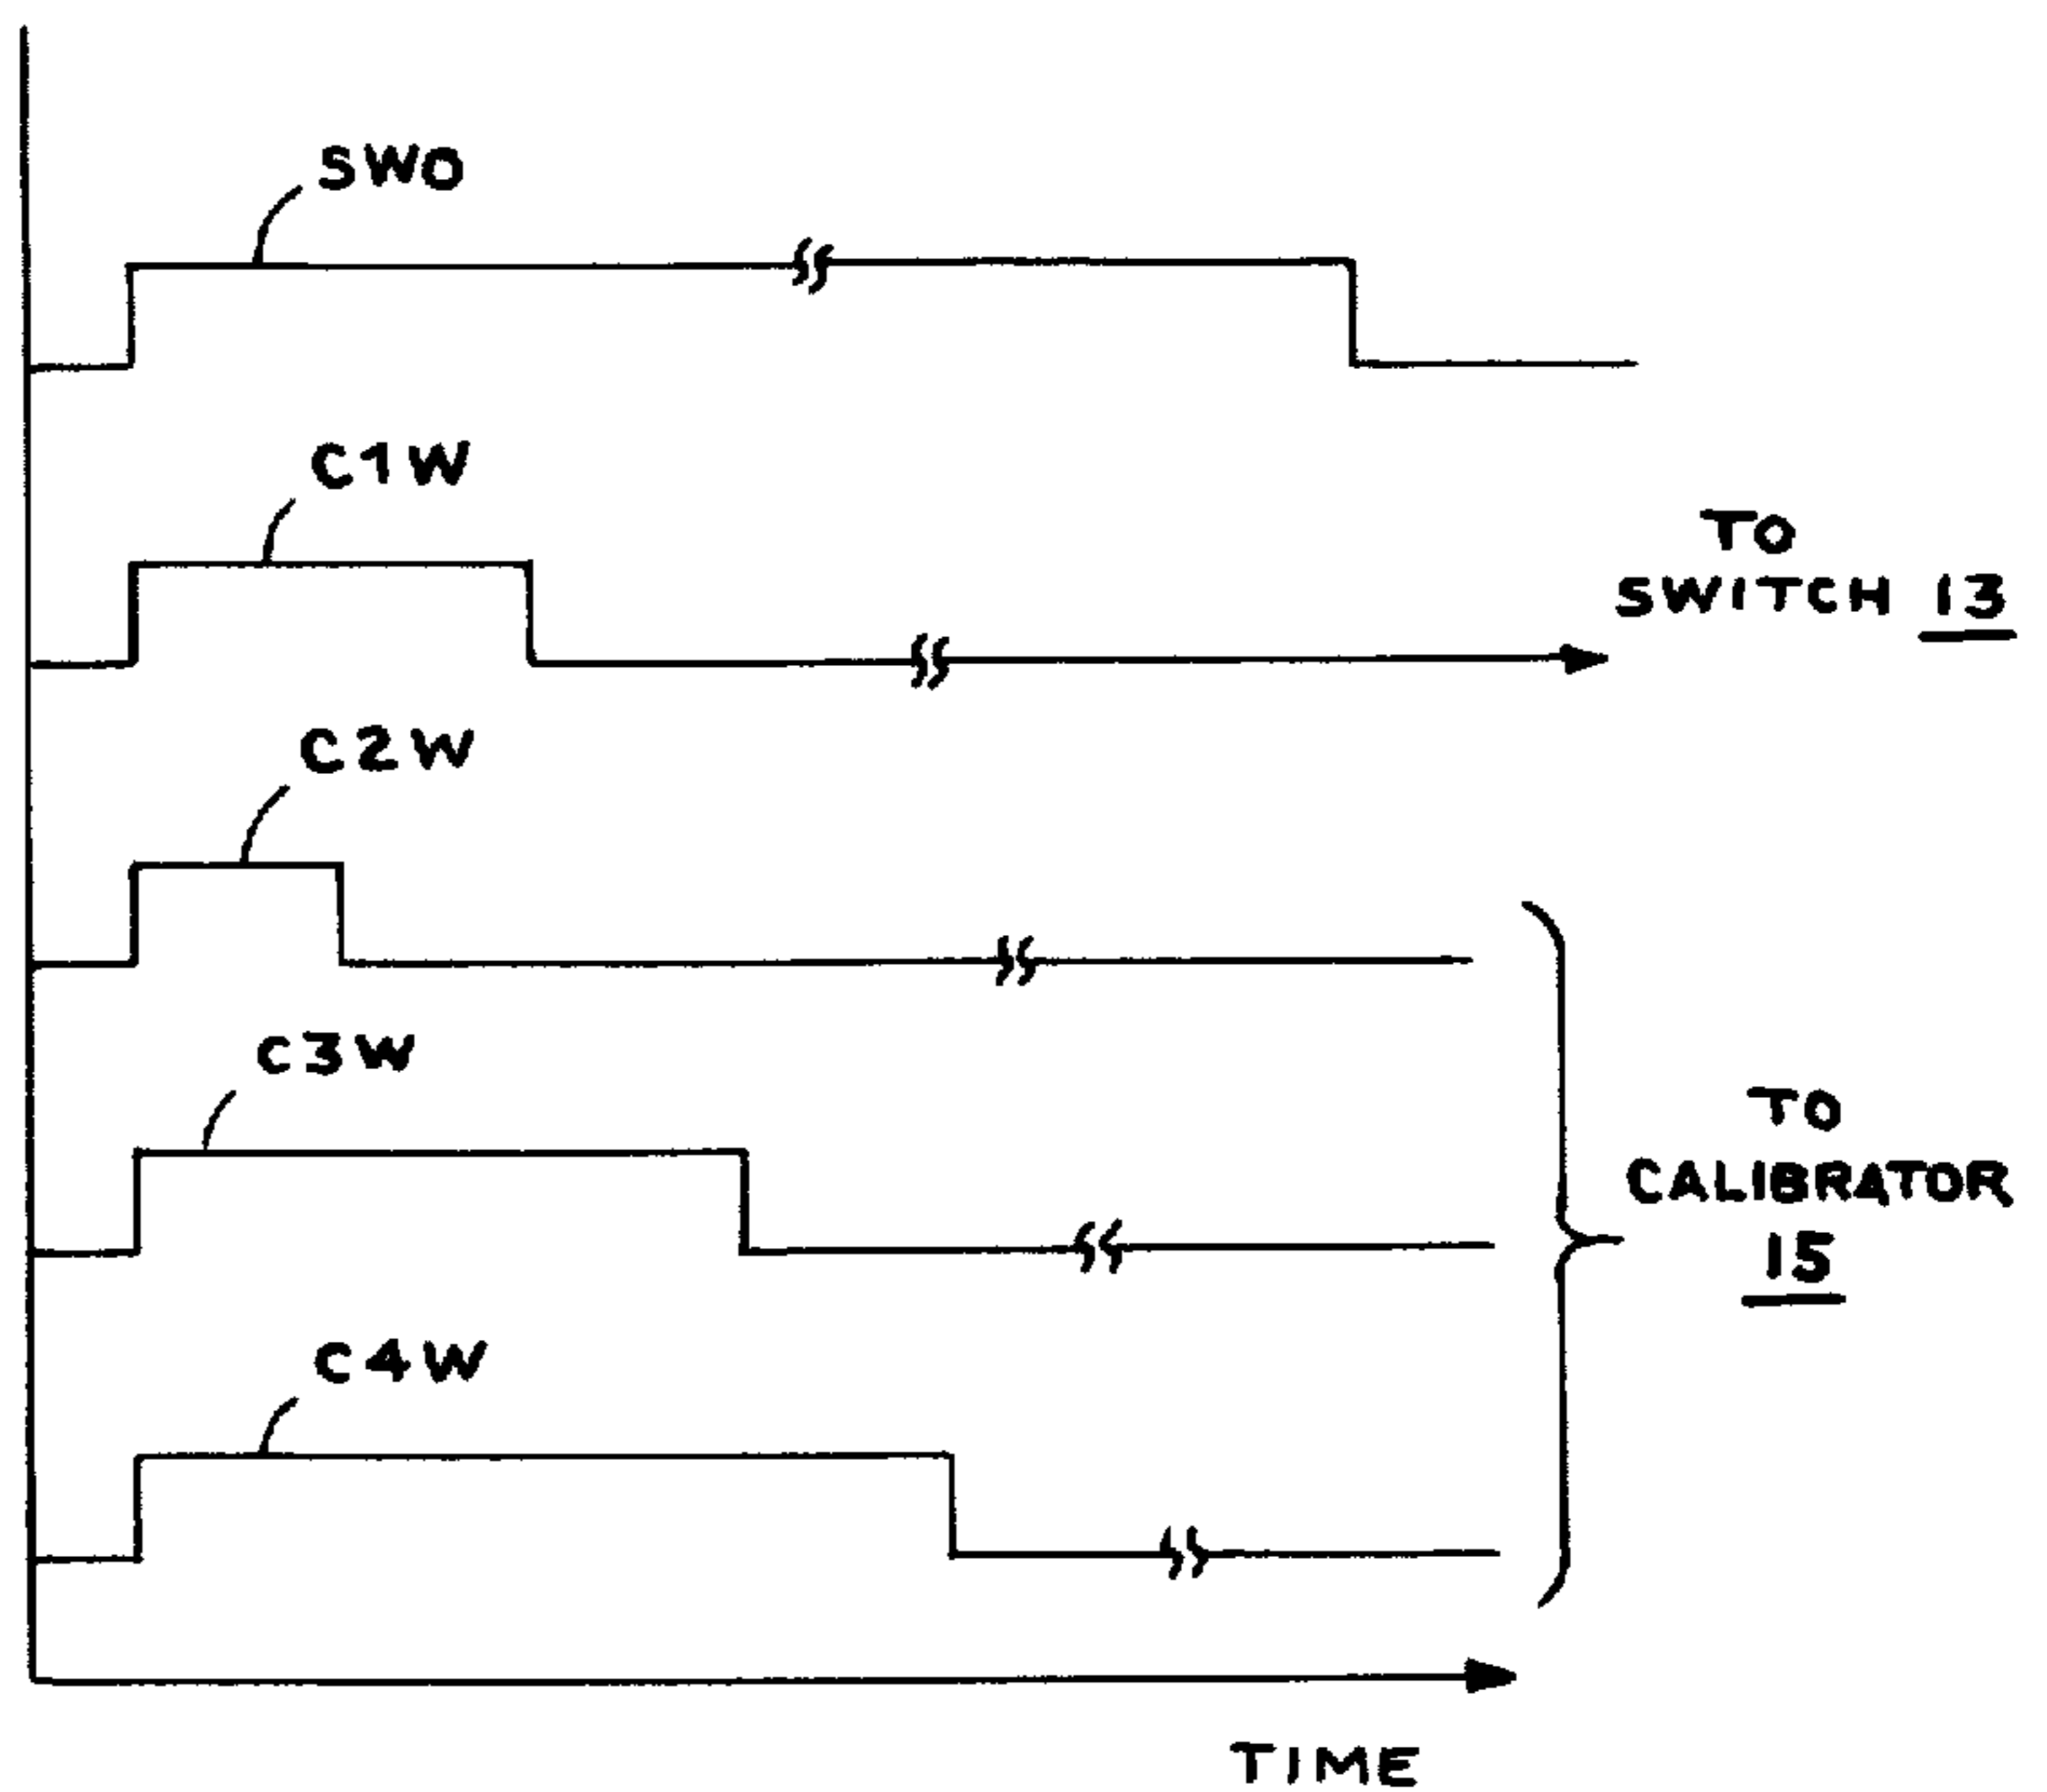 SWO
C1W
TO
SWITCH 13
C2W
C3W
TO
CALIBRATOR
15
C4W
TIME